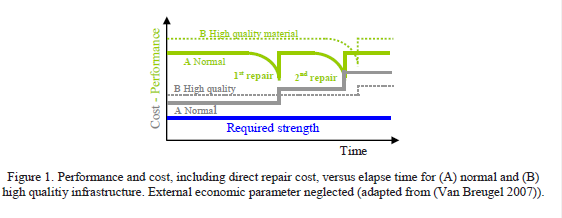 B High quality material
A Normal
1st repair
2nd repair
B High quality
A Normal
Required strength
Cost - Performance
Time
Figure 1. Performance and cost, including direct repair cost, versus elapse time for (A) normal and (B)
high qualitiy infrastructure. External economic parameter neglected (adapted from (Van Breugel 2007)).